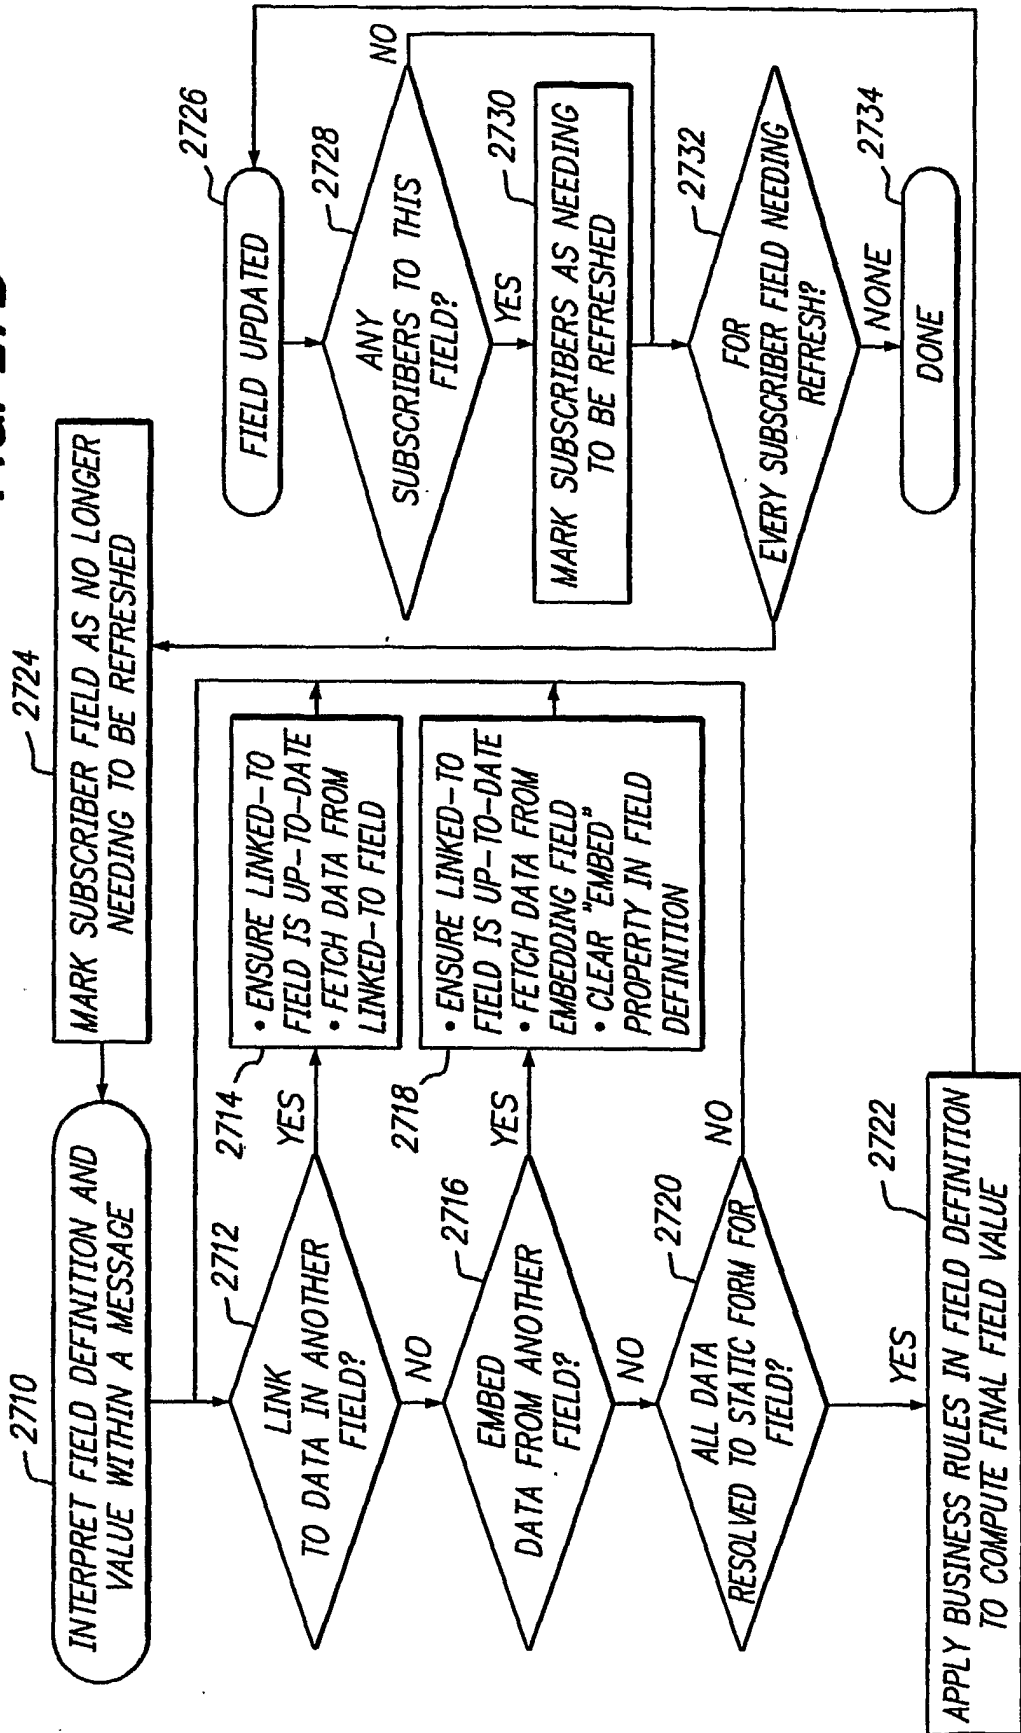 2710
INTERPRET FIELD DEFINITION AND
VALUE WITHIN A MESSAGE
2712
LINK
TO DATA IN ANOTHER
FIELD?
YES
NO
2714
• ENSURE LINKED-TO
FIELD IS UP-TO-DATE
• FETCH DATA FROM
LINKED-TO FIELD
2716
EMBED
DATA FROM ANOTHER
FIELD?
YES
NO
2718
• ENSURE LINKED-TO
FIELD IS UP-TO-DATE
• FETCH DATA FROM
EMBEDDING FIELD
• CLEAR "EMBED"
PROPERTY IN FIELD
DEFINITION
2720
ALL DATA
RESOLVED TO STATIC FORM FOR
FIELD?
NO
YES
2722
APPLY BUSINESS RULES IN FIELD DEFINITION
TO COMPUTE FINAL FIELD VALUE
2724
MARK SUBSCRIBER FIELD AS NO LONGER
NEEDING TO BE REFRESHED
2726
FIELD UPDATED
2728
ANY
SUBSCRIBERS TO THIS
FIELD?
NO
YES
2730
MARK SUBSCRIBERS AS NEEDING
TO BE REFRESHED
2732
FOR
EVERY SUBSCRIBER FIELD NEEDING
REFRESH?
NONE
2734
DONE